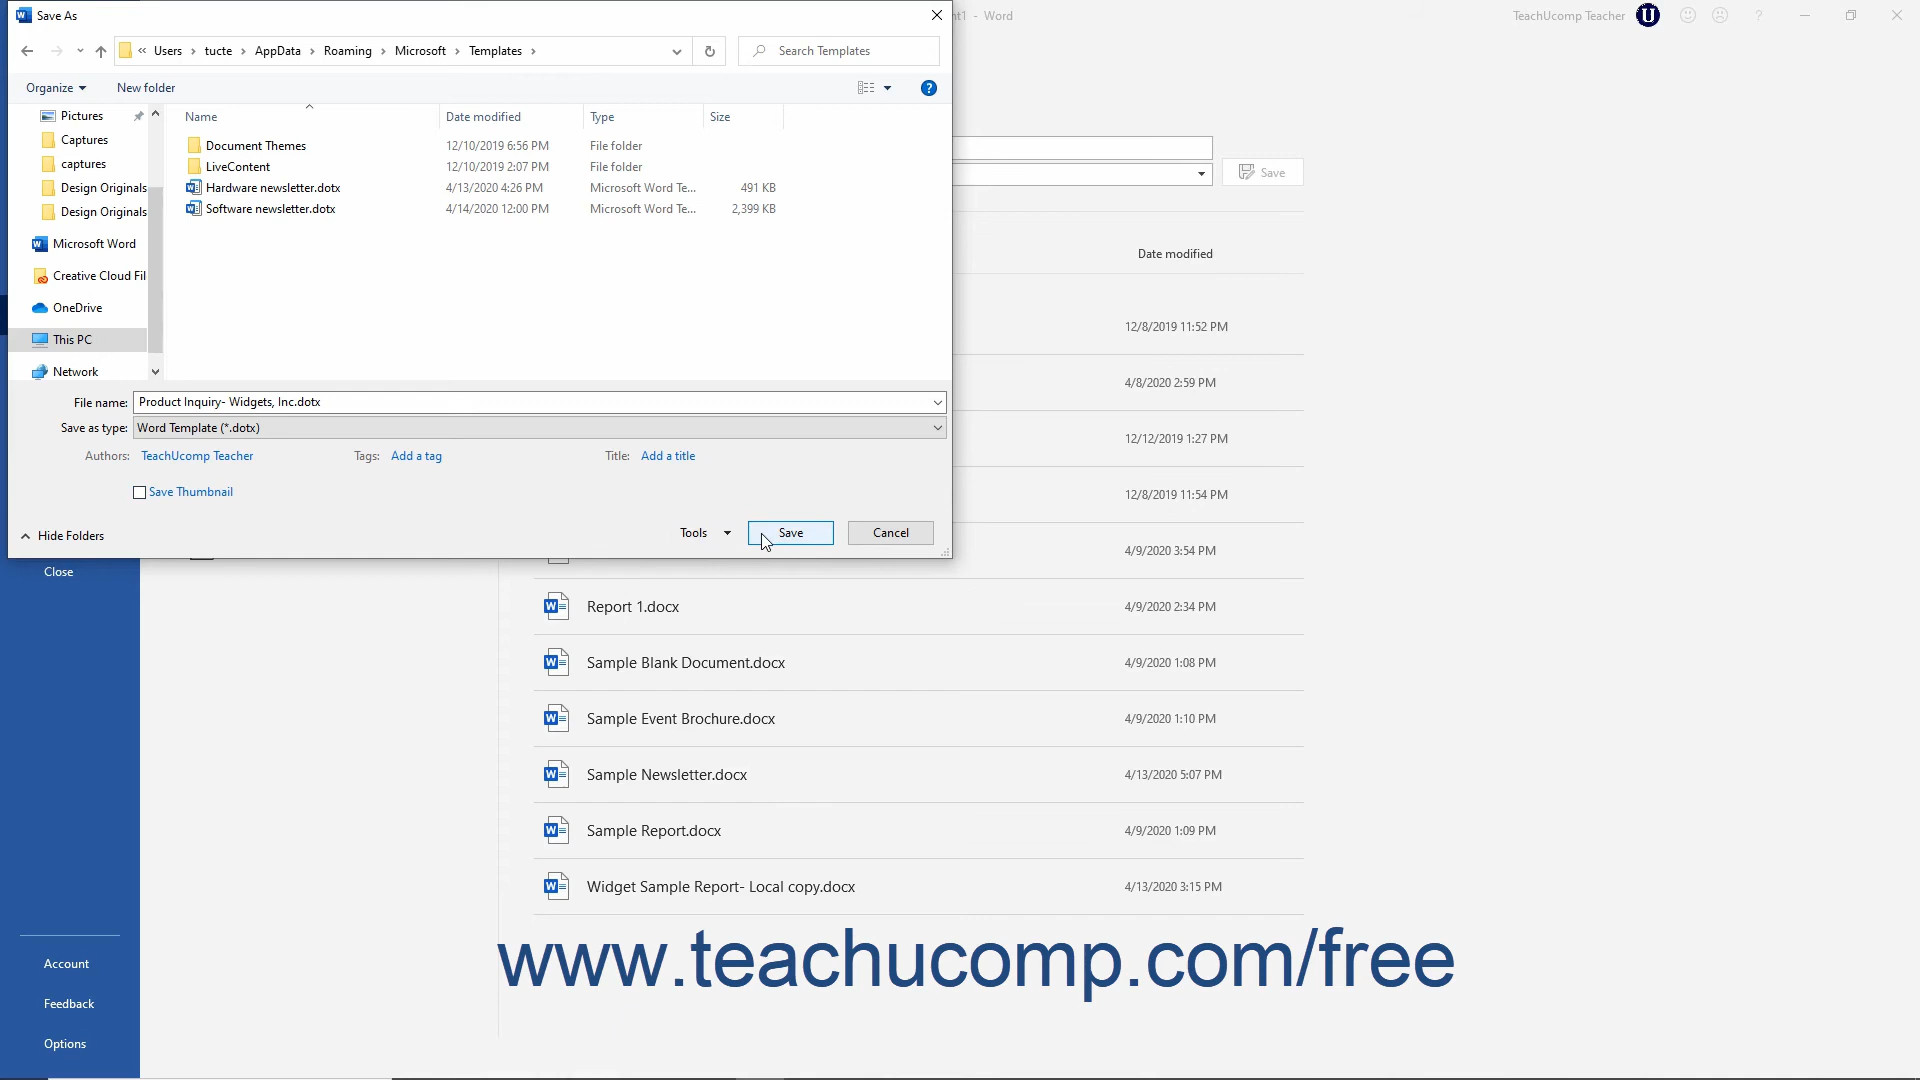 Save As
nt1 - Word
TeachUcomp Teacher
« Users > tucte > AppData > Roaming > Microsoft > Templates >
Search Templates
Organize
New folder
Pictures
Captures
captures
Design Originals
Design Originals
Microsoft Word
Creative Cloud Fil
OneDrive
This PC
Network
Name Date modified Type Size
Document Themes 12/10/2019 6:56 PM File folder
LiveContent 12/10/2019 2:07 PM File folder
Hardware newsletter.dotx 4/13/2020 4:26 PM Microsoft Word Te... 491 KB
Software newsletter.dotx 4/14/2020 12:00 PM Microsoft Word Te... 2,399 KB
File name: Product Inquiry- Widgets, Inc.dotx
Save as type: Word Template (*.dotx)
Authors: TeachUcomp Teacher Tags: Add a tag Title: Add a title
Save Thumbnail
Hide Folders
Tools Save Cancel
Save
Date modified
12/8/2019 11:52 PM
4/8/2020 2:59 PM
12/12/2019 1:27 PM
12/8/2019 11:54 PM
4/9/2020 3:54 PM
Report 1.docx 4/9/2020 2:34 PM
Sample Blank Document.docx 4/9/2020 1:08 PM
Sample Event Brochure.docx 4/9/2020 1:10 PM
Sample Newsletter.docx 4/13/2020 5:07 PM
Sample Report.docx 4/9/2020 1:09 PM
Widget Sample Report- Local copy.docx 4/13/2020 3:15 PM
Close
Account
Feedback
Options
www.teachucomp.com/free